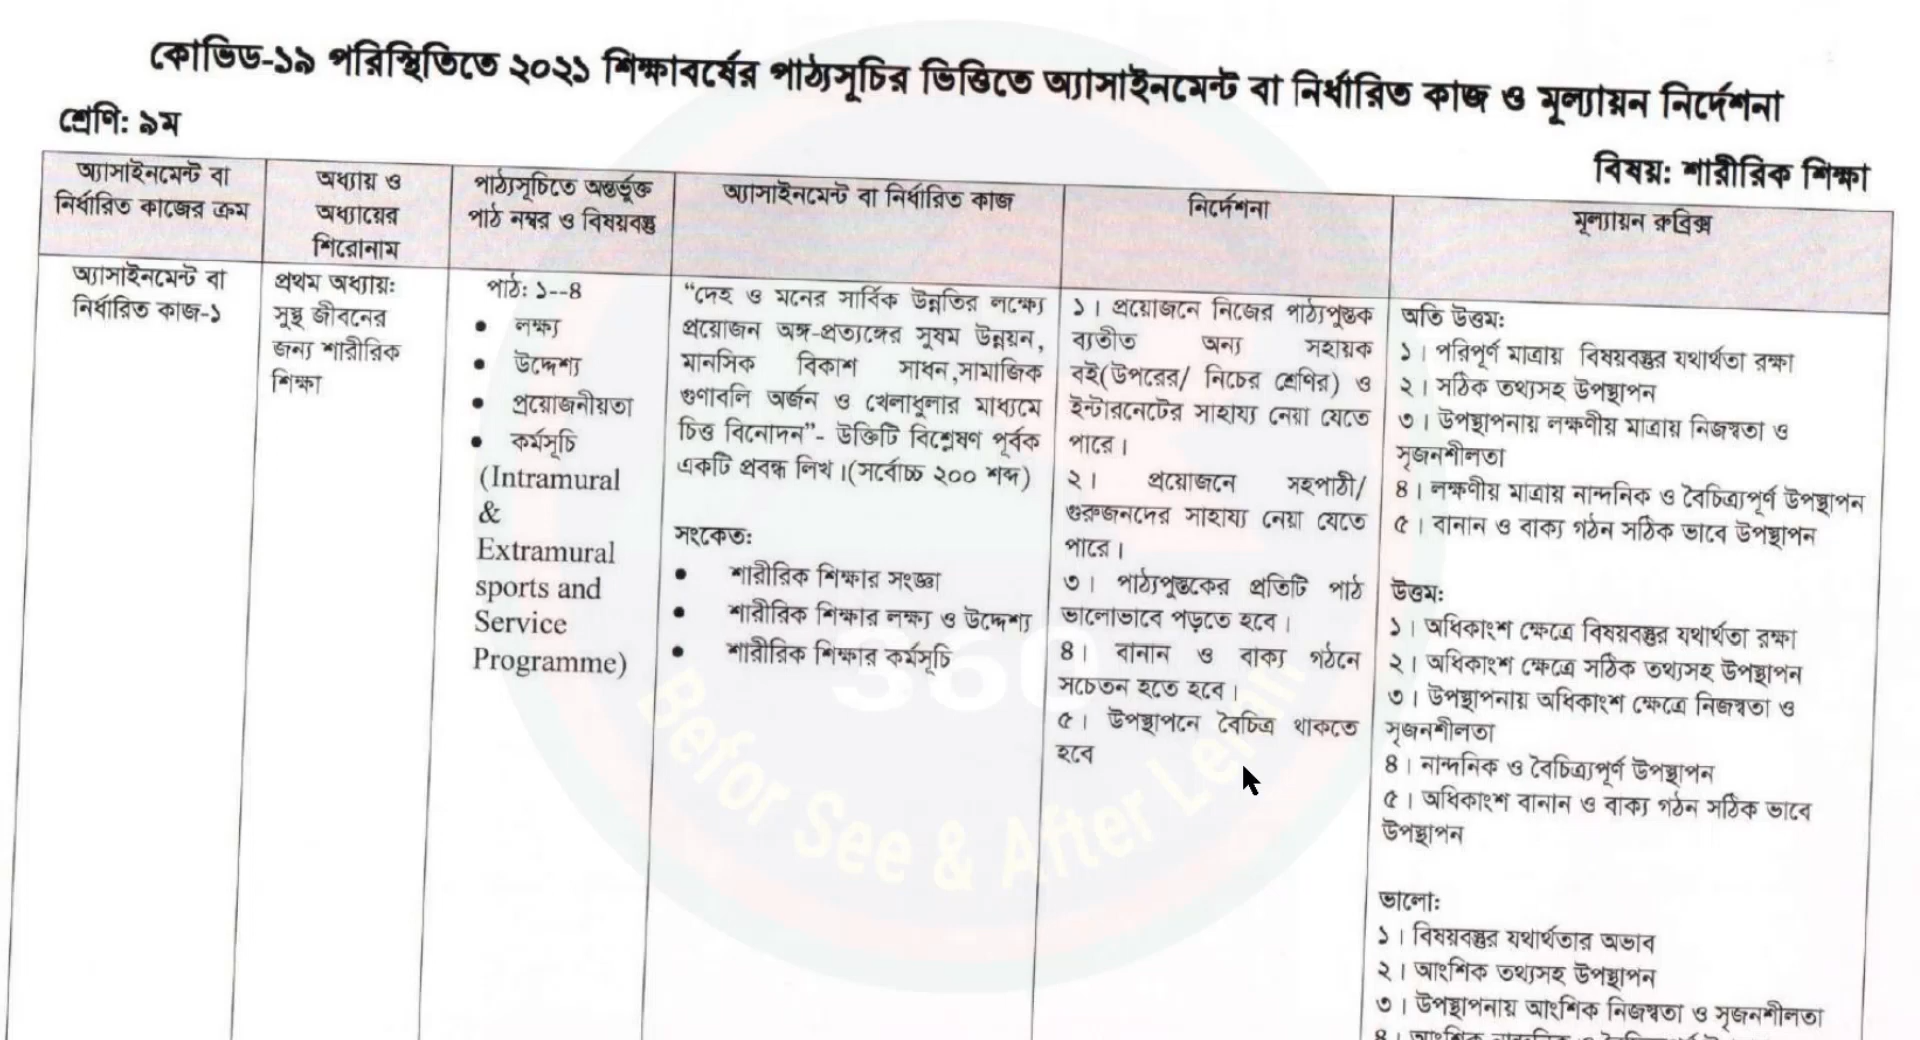 কোভিড-১৯ পরিস্থিতিতে ২০২১ শিক্ষাবর্ষের পাঠ্যসূচির ভিত্তিতে অ্যাসাইনমেন্ট বা নির্ধারিত কাজ ও মূল্যায়ন নির্দেশনা
শ্রেণি: ৯ম
বিষয়: শারীরিক শিক্ষা
অ্যাসাইনমেন্ট বা
নির্ধারিত কাজের ক্রম
অধ্যায় ও
অধ্যায়ের
শিরোনাম
পাঠ্যসূচিতে অন্তর্ভুক্ত
পাঠ নম্বর ও বিষয়বস্তু
অ্যাসাইনমেন্ট বা নির্ধারিত কাজ
নির্দেশনা
মূল্যায়ন রুব্রিক্স
অ্যাসাইনমেন্ট বা
নির্ধারিত কাজ-১
প্রথম অধ্যায়:
সুস্থ জীবনের
জন্য শারীরিক
শিক্ষা
পাঠ: ১--৪
• লক্ষ্য
• উদ্দেশ্য
• প্রয়োজনীয়তা
• কর্মসূচি
(Intramural
&
Extramural
sports and
Service
Programme)
“দেহ ও মনের সার্বিক উন্নতির লক্ষ্যে
প্রয়োজন অঙ্গ-প্রত্যঙ্গের সুষম উন্নয়ন,
মানসিক বিকাশ সাধন,সামাজিক
গুণাবলি অর্জন ও খেলাধুলার মাধ্যমে
চিত্ত বিনোদন”- উক্তিটি বিশ্লেষণ পূর্বক
একটি প্রবন্ধ লিখ।(সর্বোচ্চ ২০০ শব্দ)
সংকেত:
• শারীরিক শিক্ষার সংজ্ঞা
• শারীরিক শিক্ষার লক্ষ্য ও উদ্দেশ্য
• শারীরিক শিক্ষার কর্মসূচি
১। প্রয়োজনে নিজের পাঠ্যপুস্তক
ব্যতীত অন্য সহায়ক
বই(উপরের/ নিচের শ্রেণির) ও
ইন্টারনেটের সাহায্য নেয়া যেতে
পারে।
২। প্রয়োজনে সহপাঠী/
গুরুজনদের সাহায্য নেয়া যেতে
পারে।
৩। পাঠ্যপুস্তকের প্রতিটি পাঠ
ভালোভাবে পড়তে হবে।
৪। বানান ও বাক্য গঠনে
সচেতন হতে হবে।
৫। উপস্থাপনে বৈচিত্র থাকতে
হবে
অতি উত্তম:
১। পরিপূর্ণ মাত্রায় বিষয়বস্তুর যথার্থতা রক্ষা
২। সঠিক তথ্যসহ উপস্থাপন
৩। উপস্থাপনায় লক্ষণীয় মাত্রায় নিজস্বতা ও
সৃজনশীলতা
৪। লক্ষণীয় মাত্রায় নান্দনিক ও বৈচিত্র্যপূর্ণ উপস্থাপন
৫। বানান ও বাক্য গঠন সঠিক ভাবে উপস্থাপন
উত্তম:
১। অধিকাংশ ক্ষেত্রে বিষয়বস্তুর যথার্থতা রক্ষা
২। অধিকাংশ ক্ষেত্রে সঠিক তথ্যসহ উপস্থাপন
৩। উপস্থাপনায় অধিকাংশ ক্ষেত্রে নিজস্বতা ও
সৃজনশীলতা
৪। নান্দনিক ও বৈচিত্র্যপূর্ণ উপস্থাপন
৫। অধিকাংশ বানান ও বাক্য গঠন সঠিক ভাবে
উপস্থাপন
ভালো:
১। বিষয়বস্তুর যথার্থতার অভাব
২। আংশিক তথ্যসহ উপস্থাপন
৩। উপস্থাপনায় আংশিক নিজস্বতা ও সৃজনশীলতা
360
Befor See & After Learn